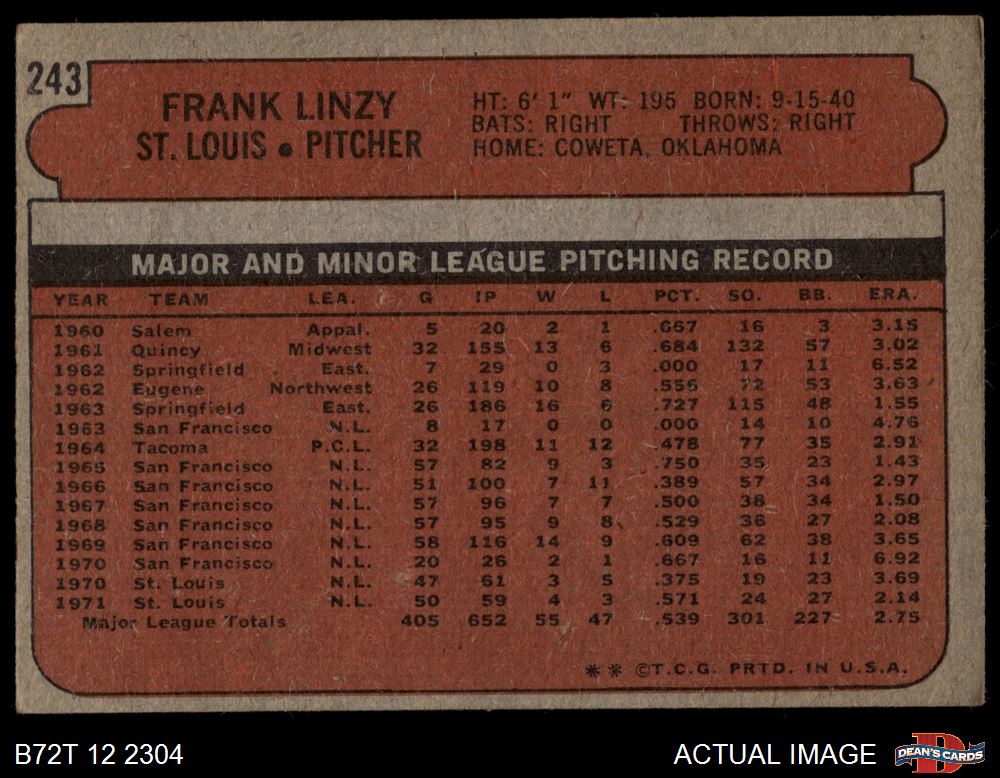 243
FRANK LINZY
ST. LOUIS • PITCHER
HT: 6' 1" WT: 195 BORN: 9-15-40
BATS: RIGHT THROWS: RIGHT
HOME: COWETA, OKLAHOMA
MAJOR AND MINOR LEAGUE PITCHING RECORD
YEAR TEAM LEA. G IP W L PCT. SO. BB. ERA.
1960 Salem Appal. 5 20 2 1 .667 16 3 3.15
1961 Quincy Midwest 32 155 13 6 .684 132 57 3.02
1962 Springfield East. 7 29 0 3 .000 17 11 6.52
1962 Eugene Northwest 26 119 10 8 .556 72 53 3.63
1963 Springfield East. 26 186 16 6 .727 115 48 1.55
1963 San Francisco N.L. 8 17 0 0 .000 14 10 4.76
1964 Tacoma P.C.L. 32 198 11 12 .478 77 35 2.91
1965 San Francisco N.L. 57 82 9 3 .750 35 23 1.43
1966 San Francisco N.L. 51 100 7 11 .389 57 34 2.97
1967 San Francisco N.L. 57 96 7 7 .500 38 34 1.50
1968 San Francisco N.L. 57 95 9 8 .529 36 27 2.08
1969 San Francisco N.L. 58 116 14 9 .609 62 38 3.65
1970 San Francisco N.L. 20 26 2 1 .667 16 11 6.92
1970 St. Louis N.L. 47 61 3 5 .375 19 23 3.69
1971 St. Louis N.L. 50 59 4 3 .571 24 27 2.14
Major League Totals 405 652 55 47 .539 301 227 2.75
** ©T.C.G. PRTD. IN U.S.A.
B72T 12 2304
ACTUAL IMAGE
DEAN'S CARDS